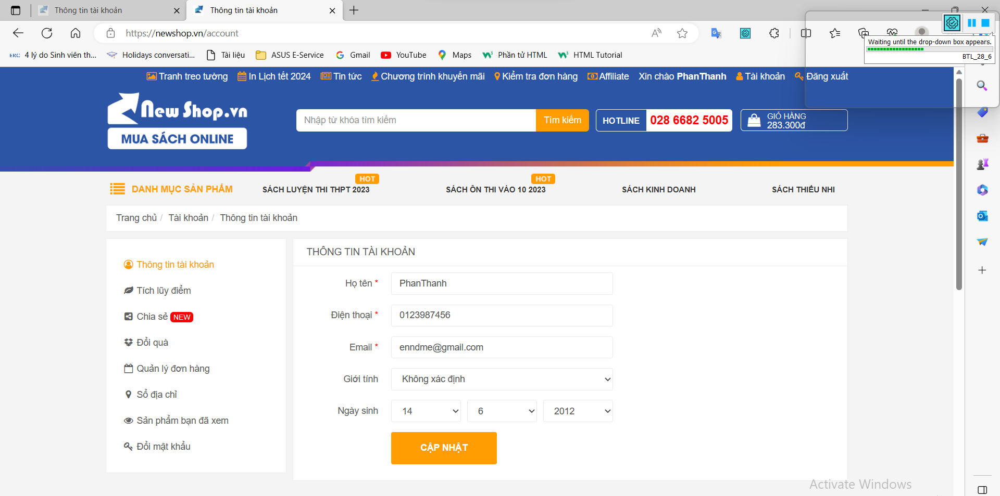 Thông tin tài khoản
Thông tin tài khoản
https://newshop.vn/account
Waiting until the drop-down box appears.
BTL_28_6
ERC 4 lý do Sinh viên th...
Holidays conversati...
Tài liệu
ASUS E-Service
Gmail
YouTube
Maps
Phần tử HTML
HTML Tutorial
Tranh treo tường In Lịch tết 2024 Tin tức Chương trình khuyến mãi Kiểm tra đơn hàng Affiliate Xin chào PhanThanh Tài khoản Đăng xuất
New Shop.vn
MUA SÁCH ONLINE
Nhập từ khóa tìm kiếm
Tìm kiếm
HOTLINE 028 6682 5005
GIỎ HÀNG
283.300đ
DANH MỤC SẢN PHẨM
HOT
SÁCH LUYỆN THI THPT 2023
HOT
SÁCH ÔN THI VÀO 10 2023
SÁCH KINH DOANH
SÁCH THIẾU NHI
Trang chủ / Tài khoản / Thông tin tài khoản
Thông tin tài khoản
Tích lũy điểm
Chia sẻ NEW
Đổi quà
Quản lý đơn hàng
Sổ địa chỉ
Sản phẩm bạn đã xem
Đổi mật khẩu
THÔNG TIN TÀI KHOẢN
Họ tên * PhanThanh
Điện thoại * 0123987456
Email * enndme@gmail.com
Giới tính Không xác định
Ngày sinh 14 6 2012
CẬP NHẬT
Activate Windows